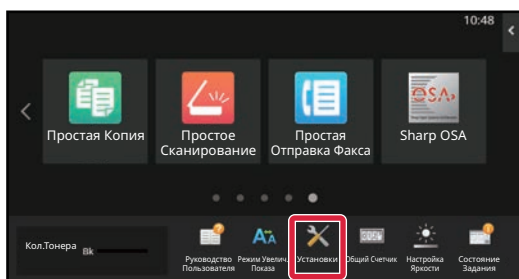 10:48
Простая Копия
Простое
Сканирование
Простая
Отправка Факса
Sharp OSA
OSA
Кол.Тонера
Bk
Руководство
Пользователя
Режим Увелич.
Показа
Установки
Общий Счетчик
Настройка
Яркости
Состояние
Задания